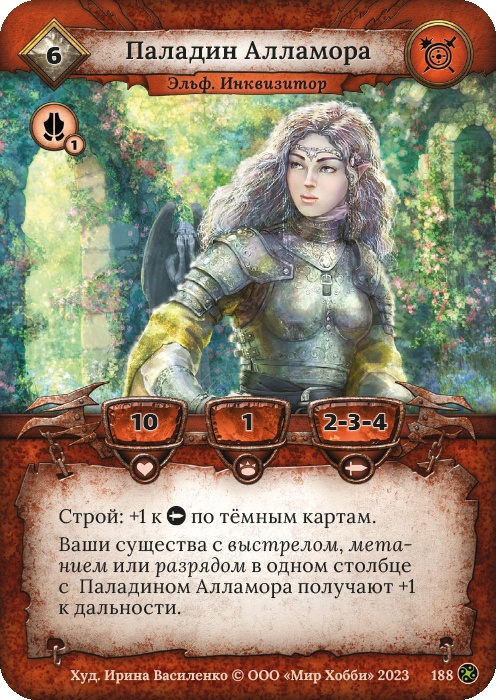 6
Паладин Алламора
Эльф. Инквизитор
1
10
1
2-3-4
Строй: +1 к по тёмным картам.
Ваши существа с выстрелом, мета-
нием или разрядом в одном столбце
с Паладином Алламора получают +1
к дальности.
Худ. Ирина Василенко © ООО «Мир Хобби» 2023 188